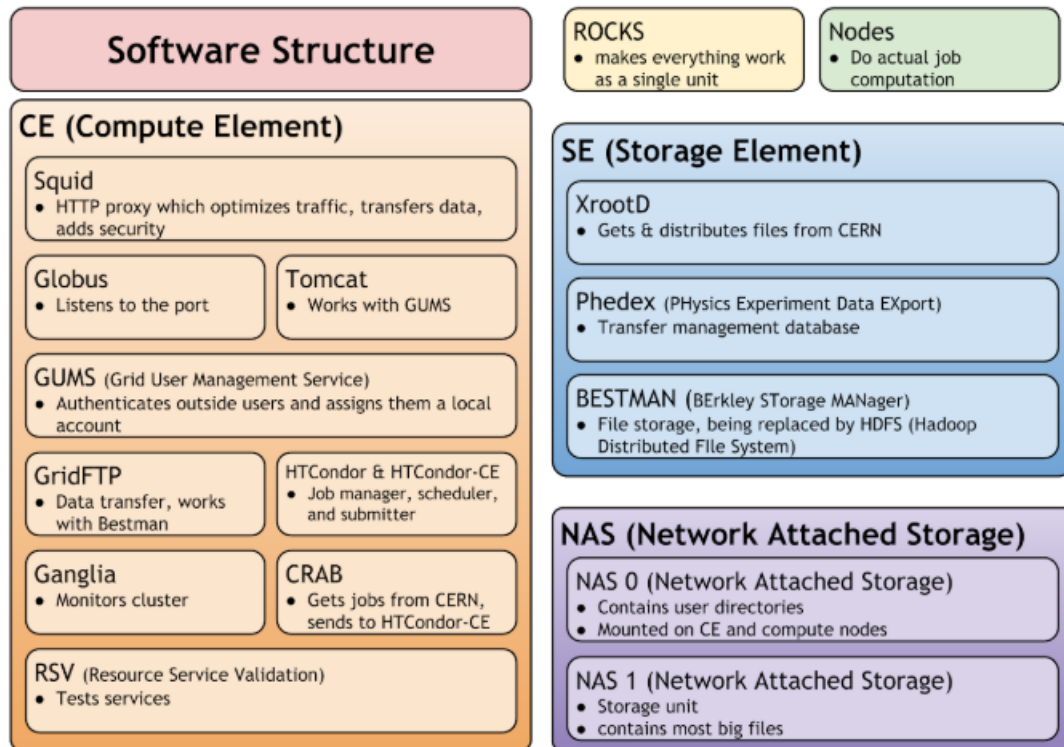 Software Structure
ROCKS
● makes everything work
as a single unit
Nodes
● Do actual job
computation
CE (Compute Element)
Squid
● HTTP proxy which optimizes traffic, transfers data,
adds security
Globus
● Listens to the port
Tomcat
● Works with GUMS
GUMS (Grid User Management Service)
● Authenticates outside users and assigns them a local
account
GridFTP
● Data transfer, works
with Bestman
HTCondor & HTCondor-CE
● Job manager, scheduler,
and submitter
Ganglia
● Monitors cluster
CRAB
● Gets jobs from CERN,
sends to HTCondor-CE
RSV (Resource Service Validation)
● Tests services
SE (Storage Element)
XrootD
● Gets & distributes files from CERN
Phedex (PHysics Experiment Data EXport)
● Transfer management database
BESTMAN (BErkley STorage MANager)
● File storage, being replaced by HDFS (Hadoop
Distributed FIle System)
NAS (Network Attached Storage)
NAS 0 (Network Attached Storage)
● Contains user directories
● Mounted on CE and compute nodes
NAS 1 (Network Attached Storage)
● Storage unit
● contains most big files